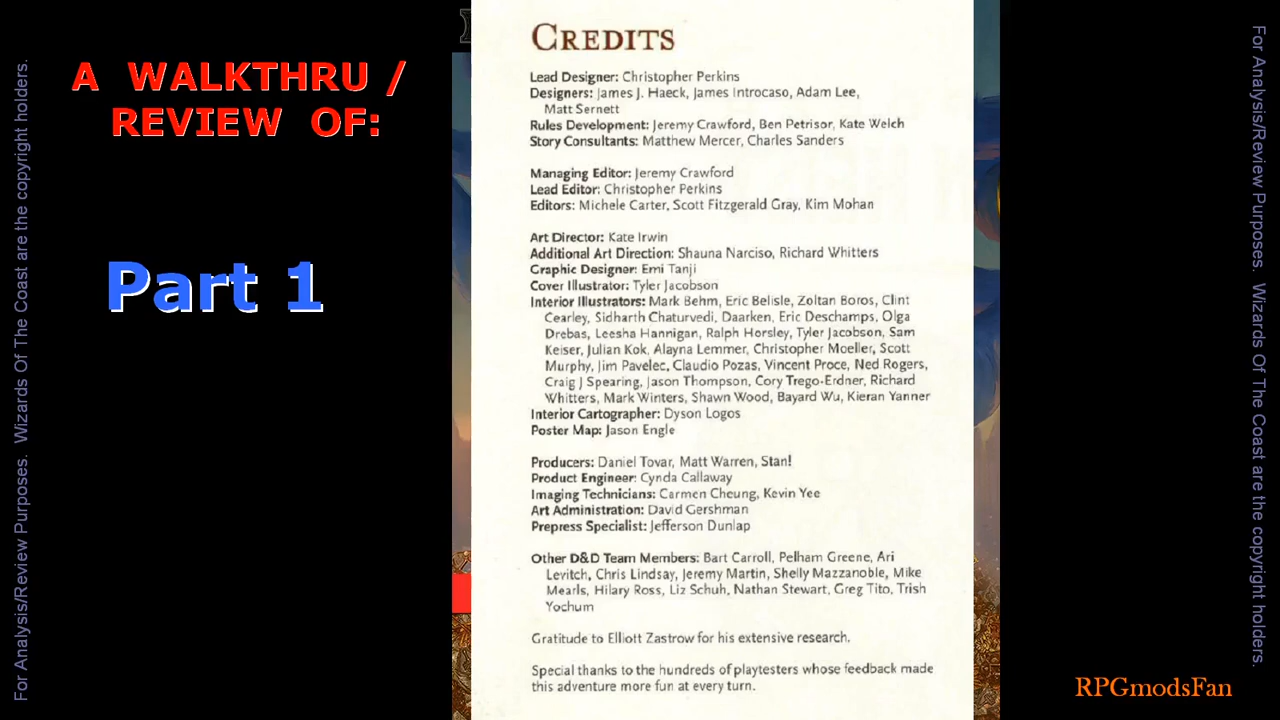 A WALKTHRU /
REVIEW OF:
Part 1
CREDITS
Lead Designer: Christopher Perkins
Designers: James J. Haeck, James Introcaso, Adam Lee,
Matt Sernett
Rules Development: Jeremy Crawford, Ben Petrisor, Kate Welch
Story Consultants: Matthew Mercer, Charles Sanders
Managing Editor: Jeremy Crawford
Lead Editor: Christopher Perkins
Editors: Michele Carter, Scott Fitzgerald Gray, Kim Mohan
Art Director: Kate Irwin
Additional Art Direction: Shauna Narciso, Richard Whitters
Graphic Designer: Emi Tanji
Cover Illustrator: Tyler Jacobson
Interior Illustrators: Mark Behm, Eric Belisle, Zoltan Boros, Clint
Cearley, Sidharth Chaturvedi, Daarken, Eric Deschamps, Olga
Drebas, Leesha Hannigan, Ralph Horsley, Tyler Jacobson, Sam
Keiser, Julian Kok, Alayna Lemmer, Christopher Moeller, Scott
Murphy, Jim Pavelec, Claudio Pozas, Vincent Proce, Ned Rogers,
Craig J Spearing, Jason Thompson, Cory Trego-Erdner, Richard
Whitters, Mark Winters, Shawn Wood, Bayard Wu, Kieran Yanner
Interior Cartographer: Dyson Logos
Poster Map: Jason Engle
Producers: Daniel Tovar, Matt Warren, Stan!
Product Engineer: Cynda Callaway
Imaging Technicians: Carmen Cheung, Kevin Yee
Art Administration: David Gershman
Prepress Specialist: Jefferson Dunlap
Other D&D Team Members: Bart Carroll, Pelham Greene, Ari
Levitch, Chris Lindsay, Jeremy Martin, Shelly Mazzanoble, Mike
Mearls, Hilary Ross, Liz Schuh, Nathan Stewart, Greg Tito, Trish
Yochum
Gratitude to Elliott Zastrow for his extensive research.
Special thanks to the hundreds of playtesters whose feedback made
this adventure more fun at every turn.
For Analysis/Review Purposes. Wizards Of The Coast are the copyright holders.
For Analysis/Review Purposes. Wizards Of The Coast are the copyright holders.
RPGmodsFan